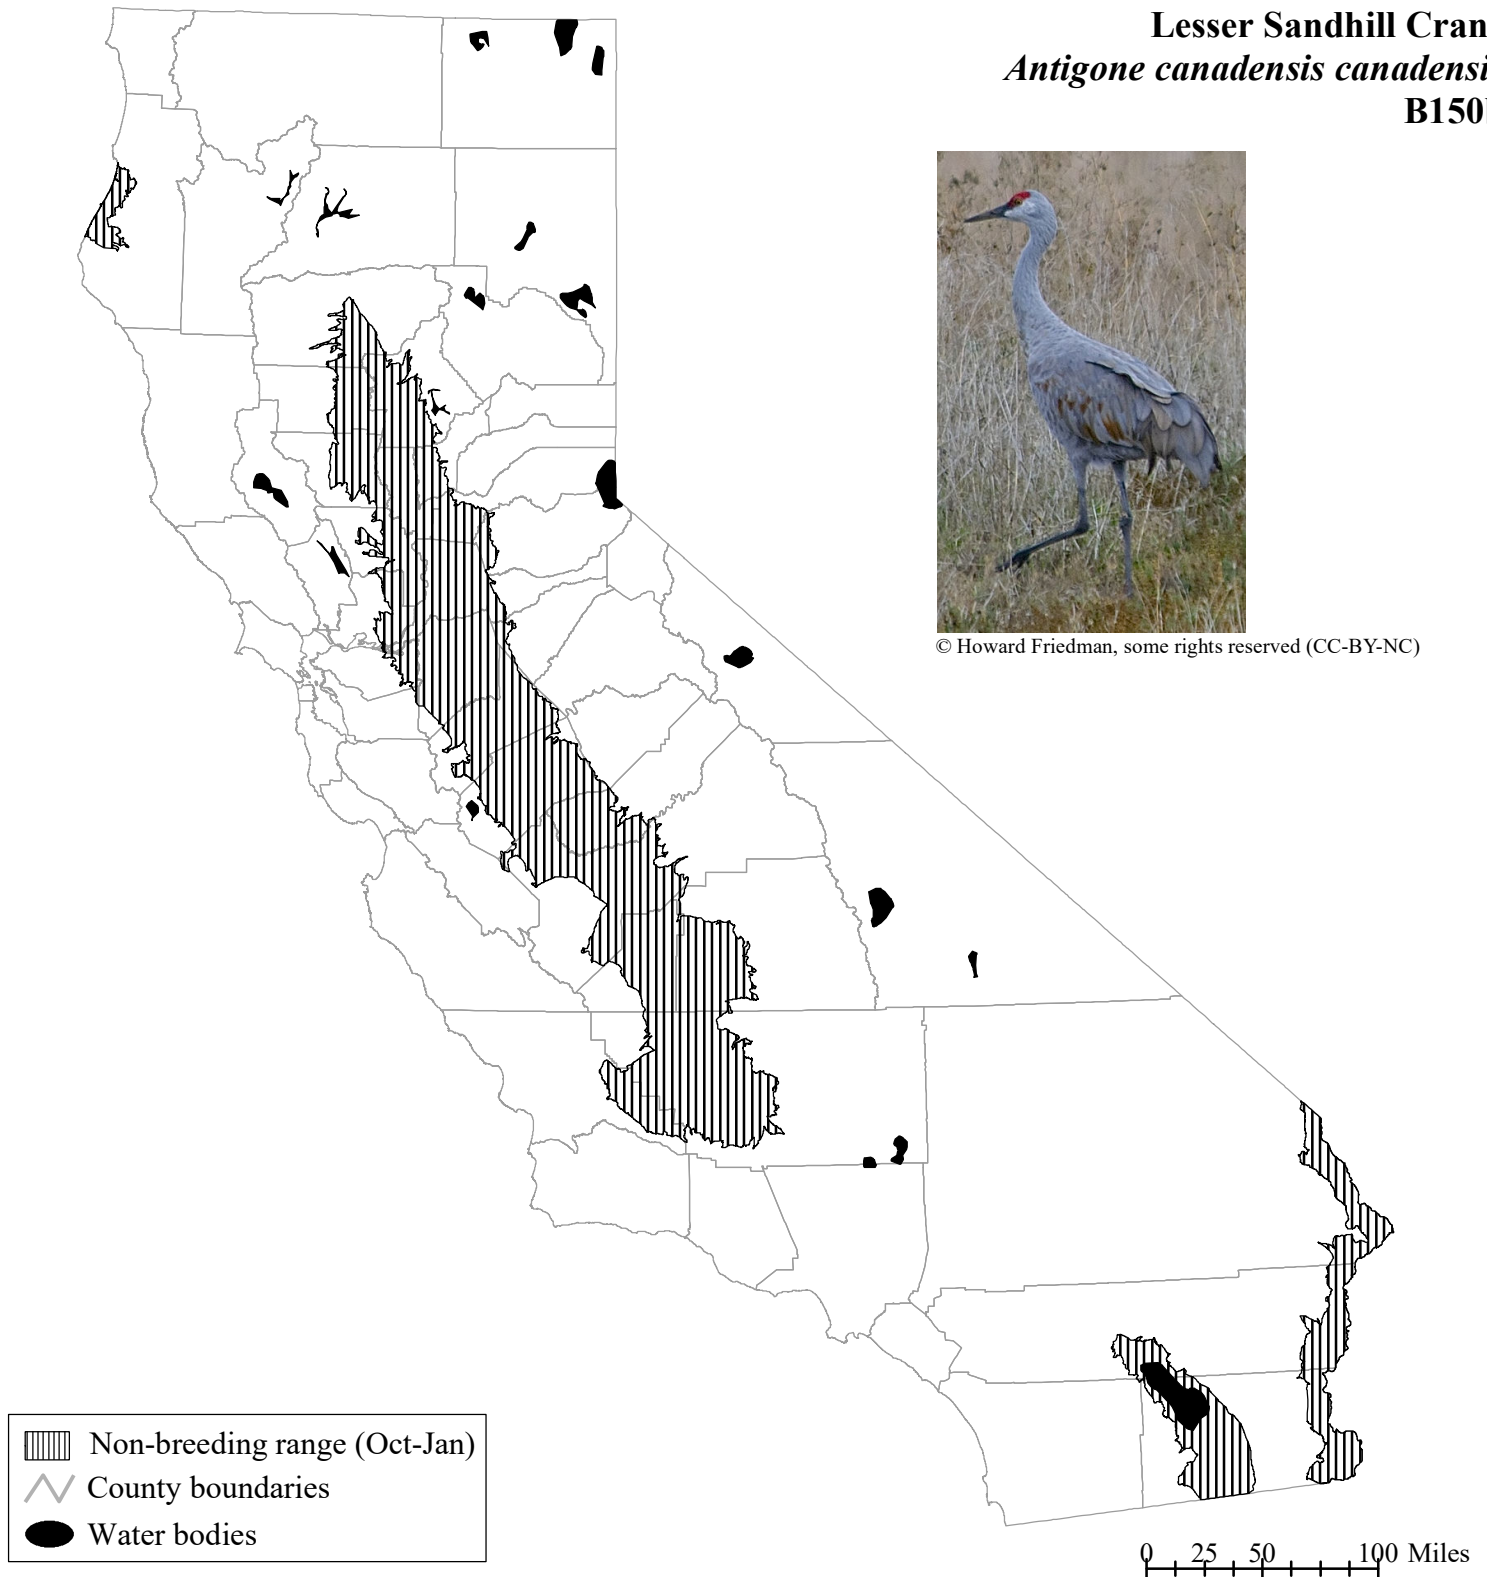 Lesser Sandhill Cran
Antigone canadensis canadensi
B150
© Howard Friedman, some rights reserved (CC-BY-NC)
Non-breeding range (Oct-Jan)
County boundaries
Water bodies
0 25 50 100 Miles